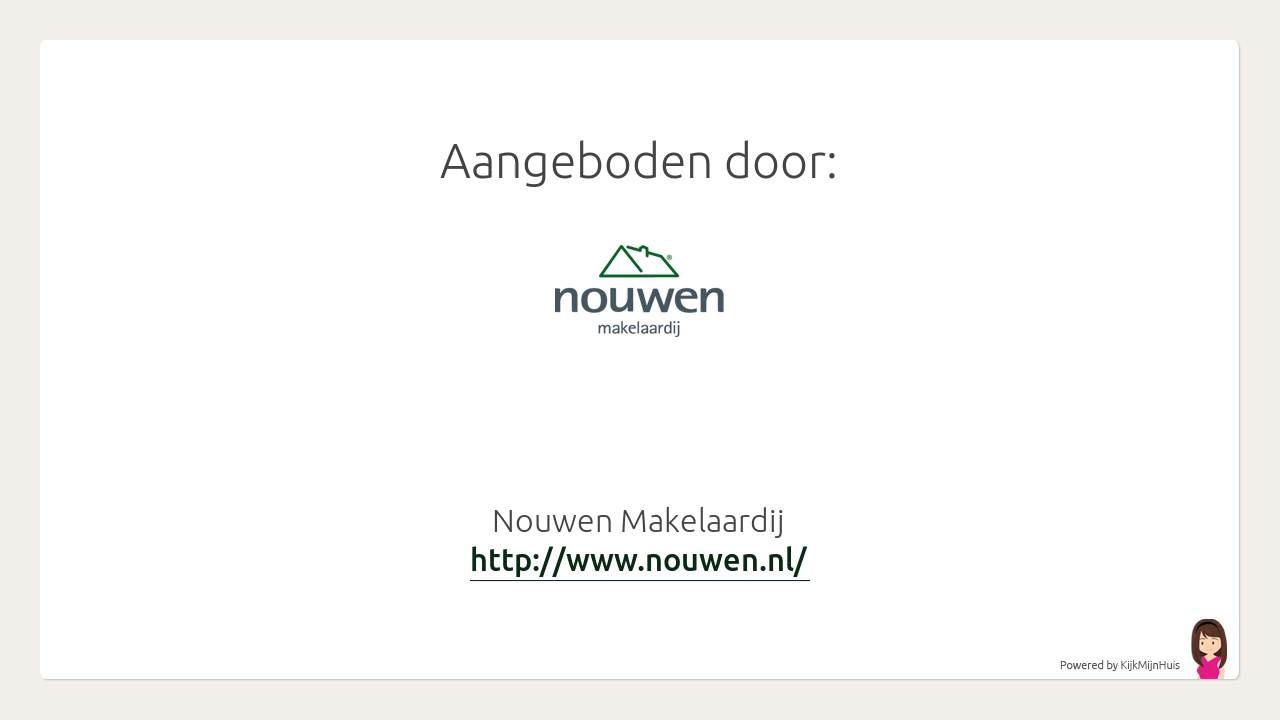 Aangeboden door:
®
nouwen
makelaardij
Nouwen Makelaardij
http://www.nouwen.nl/
Powered by KijkMijnHuis